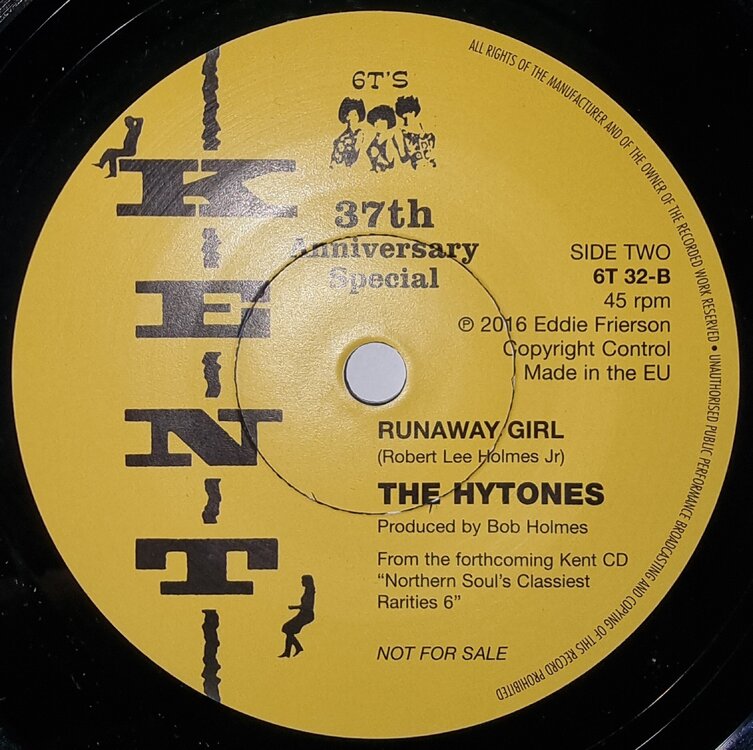 6T'S
37th
Anniversary
Special
KENT
SIDE TWO
6T 32-B
45 rpm
℗ 2016 Eddie Frierson
Copyright Control
Made in the EU
RUNAWAY GIRL
(Robert Lee Holmes Jr)
THE HYTONES
Produced by Bob Holmes
From the forthcoming Kent CD
“Northern Soul's Classiest
Rarities 6”
NOT FOR SALE
ALL RIGHTS OF THE MANUFACTURER AND OF THE OWNER OF THE RECORDED WORK RESERVED • UNAUTHORISED PUBLIC PERFORMANCE BROADCASTING AND COPYING OF THIS RECORD PROHIBITED